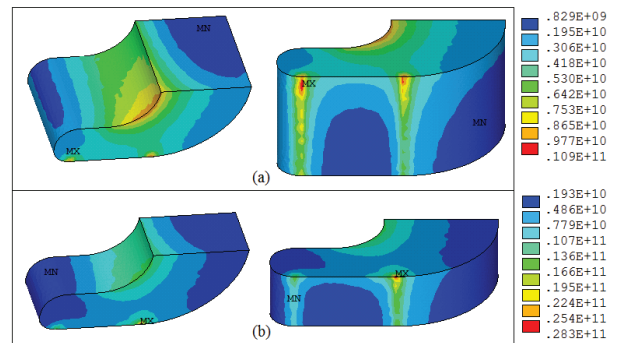 MN
MX
MX
MN
(a)
.829E+09
.195E+10
.306E+10
.418E+10
.530E+10
.642E+10
.753E+10
.865E+10
.977E+10
.109E+11
MN
MX
MX
MN
(b)
.193E+10
.486E+10
.779E+10
.107E+11
.136E+11
.166E+11
.195E+11
.224E+11
.254E+11
.283E+11